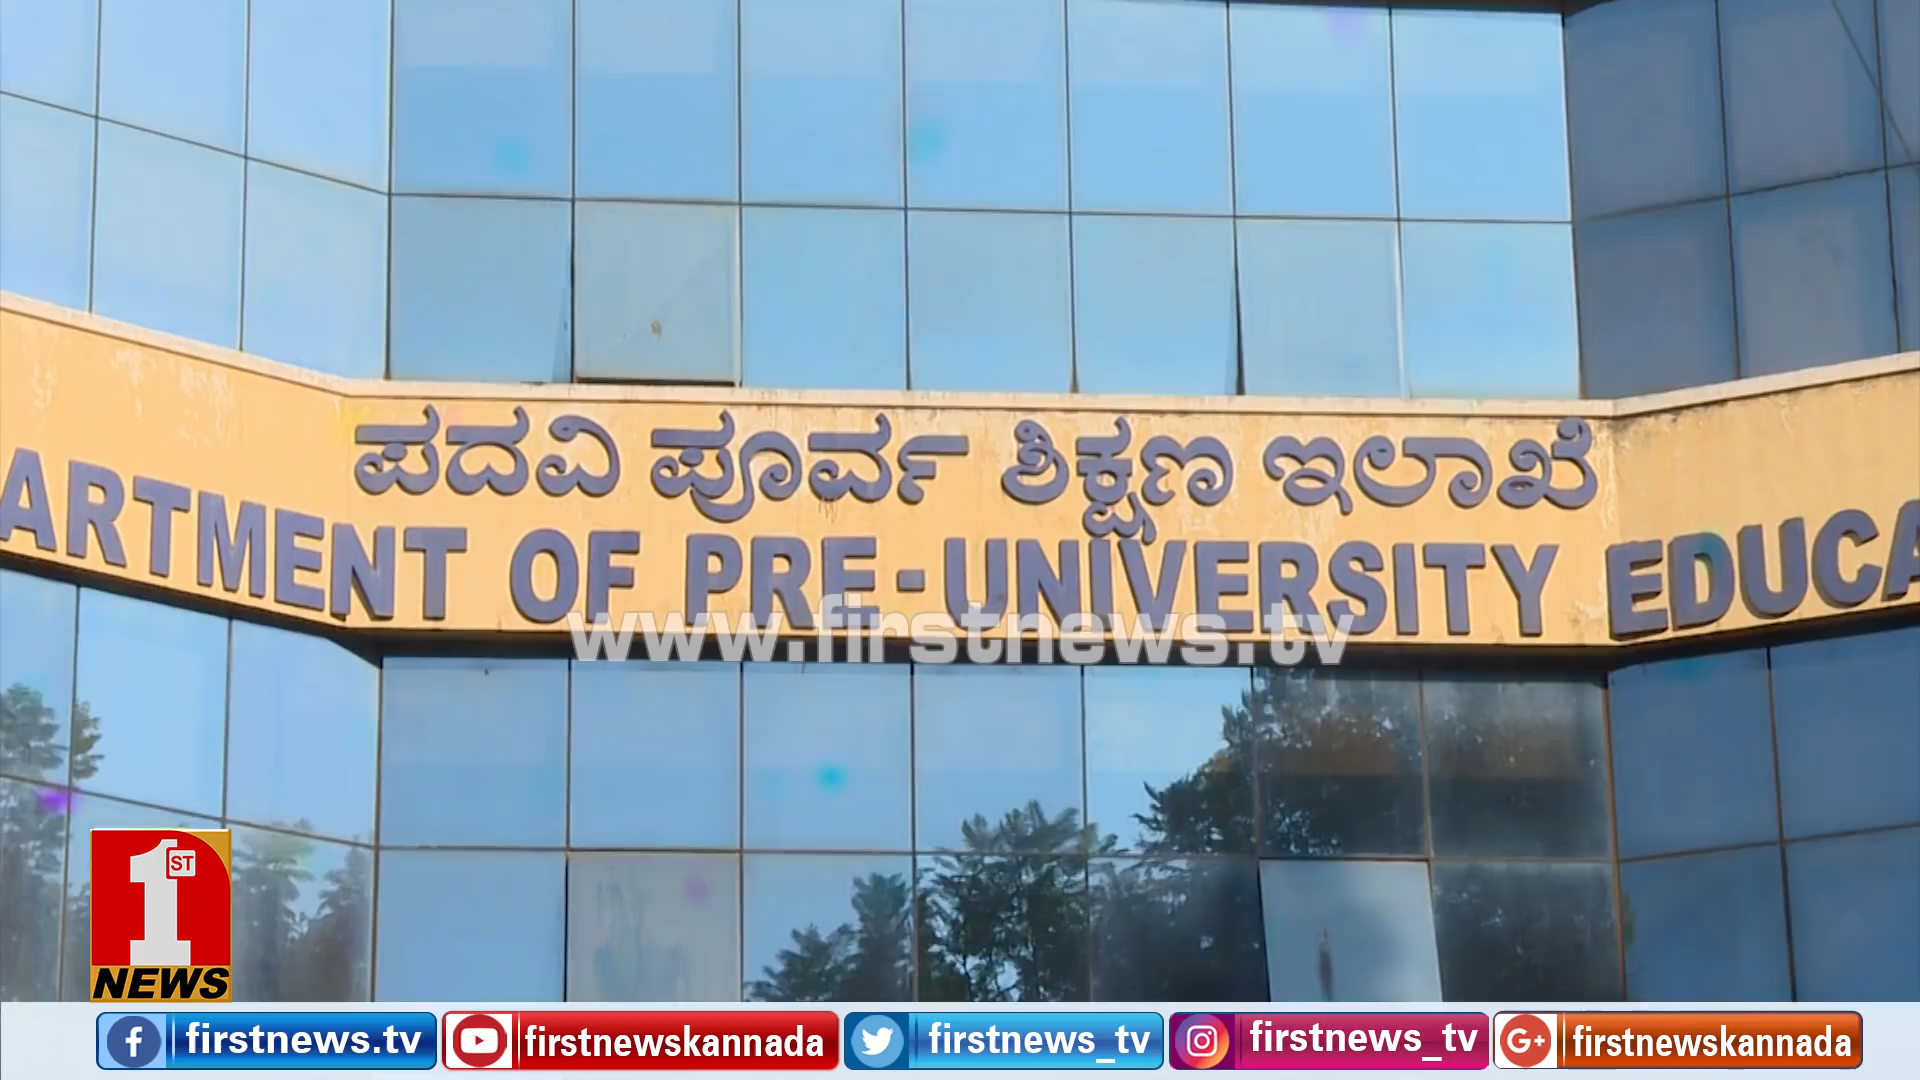 ಪದವಿ ಪೂರ್ವ ಶಿಕ್ಷಣ ಇಲಾಖೆ
ARTMENT OF PRE-UNIVERSITY EDUCA
www.firstnews.tv
1ST
NEWS
firstnews.tv
firstnewskannada
firstnews_tv
firstnews_tv
firstnewskannada